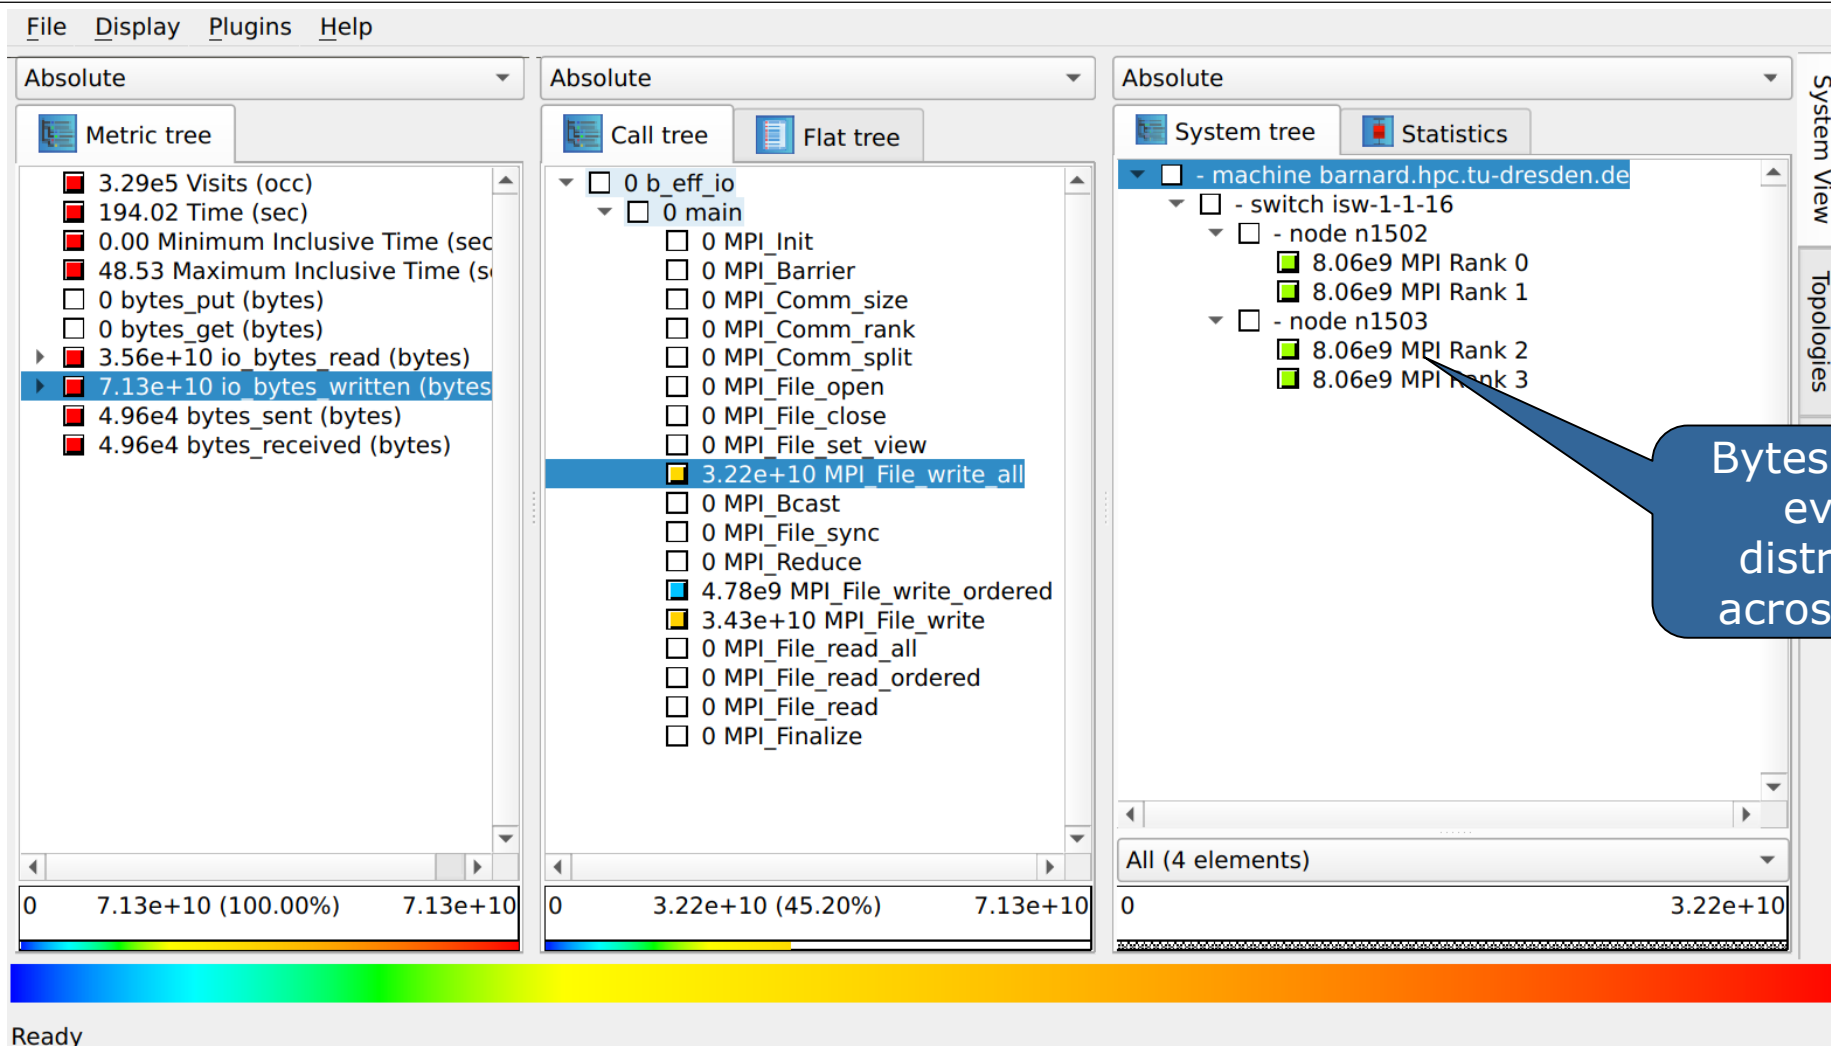 File Display Plugins Help
Absolute
Metric tree
3.29e5 Visits (occ)
194.02 Time (sec)
0.00 Minimum Inclusive Time (sec
48.53 Maximum Inclusive Time (s
0 bytes_put (bytes)
0 bytes_get (bytes)
3.56e+10 io_bytes_read (bytes)
7.13e+10 io_bytes_written (bytes
4.96e4 bytes_sent (bytes)
4.96e4 bytes_received (bytes)
0 7.13e+10 (100.00%) 7.13e+10
Absolute
Call tree Flat tree
0 b_eff_io
0 main
0 MPI_Init
0 MPI_Barrier
0 MPI_Comm_size
0 MPI_Comm_rank
0 MPI_Comm_split
0 MPI_File_open
0 MPI_File_close
0 MPI_File_set_view
3.22e+10 MPI_File_write_all
0 MPI_Bcast
0 MPI_File_sync
0 MPI_Reduce
4.78e9 MPI_File_write_ordered
3.43e+10 MPI_File_write
0 MPI_File_read_all
0 MPI_File_read_ordered
0 MPI_File_read
0 MPI_Finalize
0 3.22e+10 (45.20%) 7.13e+10
Absolute
System tree Statistics
- machine barnard.hpc.tu-dresden.de
- switch isw-1-1-16
- node n1502
8.06e9 MPI Rank 0
8.06e9 MPI Rank 1
- node n1503
8.06e9 MPI Rank 2
8.06e9 MPI Rank 3
All (4 elements)
0 3.22e+10
System View
Topologies
Bytes
ev
distr
acros
Ready